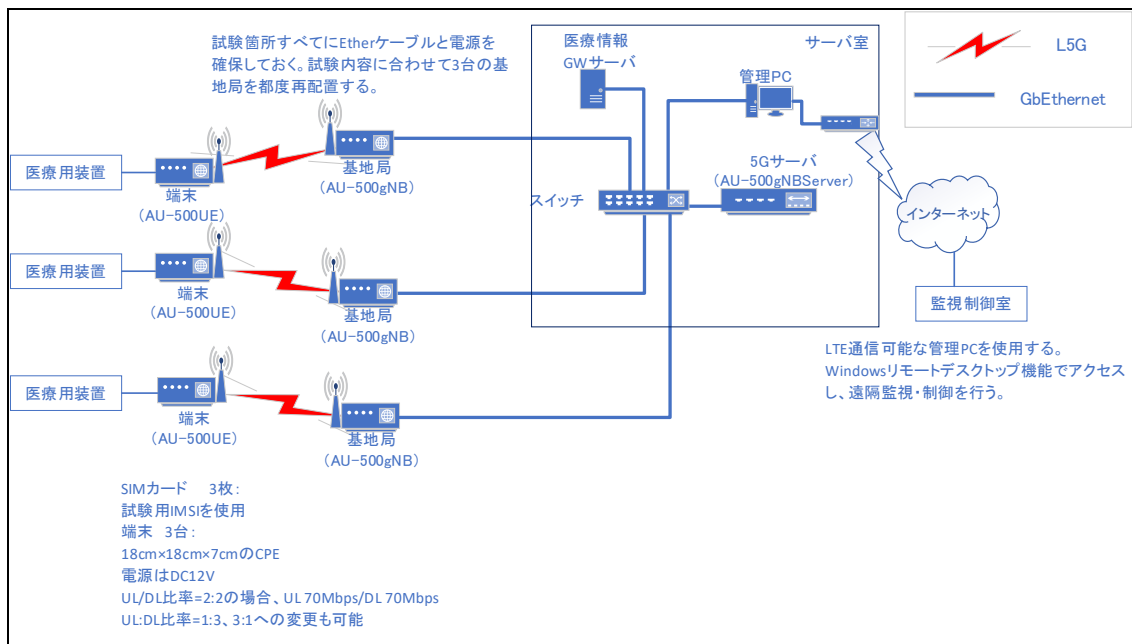 試験箇所すべてにEtherケーブルと電源を
確保しておく。試験内容に合わせて3台の基
地局を都度再配置する。
医療情報
GWサーバ
サーバ室
管理PC
L5G
GbEthernet
医療用装置
端末
(AU-500UE)
基地局
(AU-500gNB)
スイッチ
5Gサーバ
(AU-500gNBServer)
インターネット
医療用装置
端末
(AU-500UE)
基地局
(AU-500gNB)
監視制御室
LTE通信可能な管理PCを使用する。
Windowsリモートデスクトップ機能でアクセス
し、遠隔監視・制御を行う。
医療用装置
端末
(AU-500UE)
基地局
(AU-500gNB)
SIMカード 3枚:
試験用IMSIを使用
端末 3台:
18cm×18cm×7cmのCPE
電源はDC12V
UL/DL比率=2:2の場合、UL 70Mbps/DL 70Mbps
UL:DL比率=1:3、3:1への変更も可能